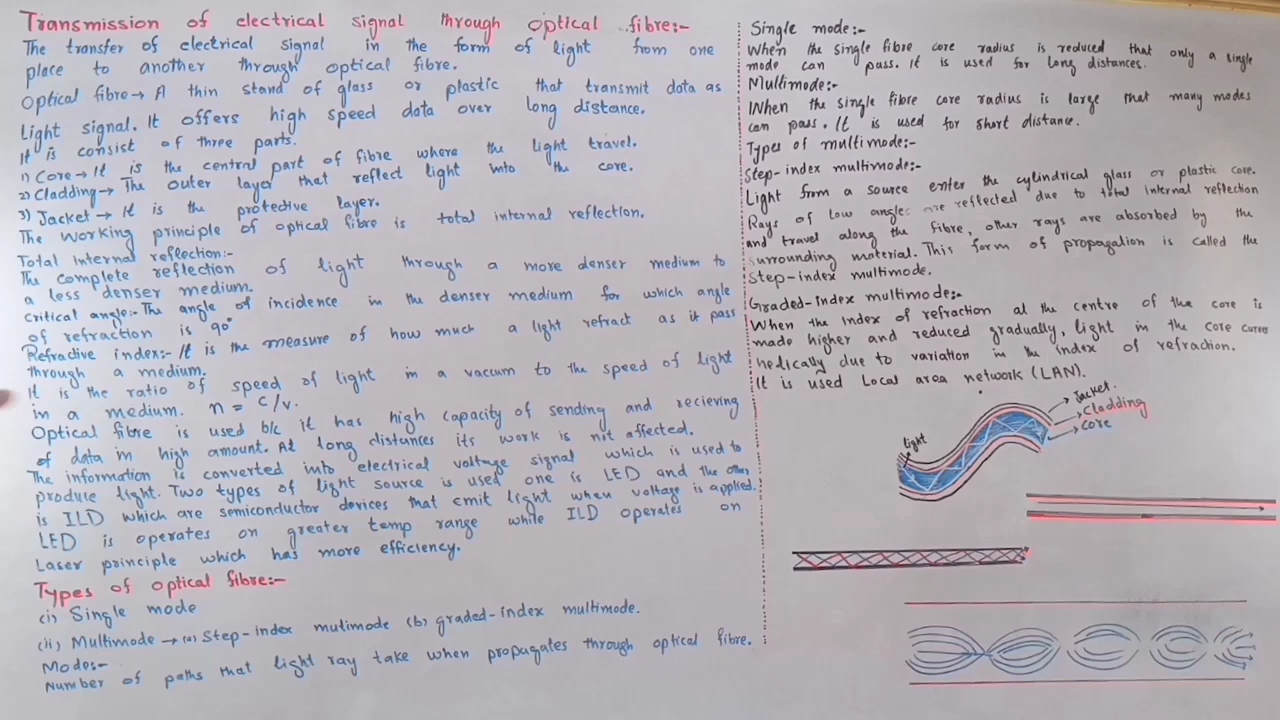 Transmission of electrical signal through optical fibre:-
The transfer of electrical signal in the form of light from one
place to another through optical fibre.
Optical fibre→ A thin stand of glass or plastic that transmit data as
Light signal. It offers high speed data over long distance.
It is consist of three parts.
1) Core→ It is the central part of fibre where the light travel.
2) Cladding→ The outer layer that reflect light into the core.
3) Jacket→ It is the protective layer.
The working principle of optical fibre is total internal reflection.
Total internal reflection:-
The complete reflection of light through a more denser medium to
a less denser medium.
Critical angle:- The angle of incidence in the denser medium for which angle
of refraction is 90°
Refractive index:- It is the measure of how much a light refract as it pass
through a medium.
It is the ratio of speed of light in a vaccum to the speed of light
in a medium. n = c/v.
Optical fibre is used b/c it has high capacity of sending and recieving
of data in high amount. At long distances its work is not affected.
The information is converted into electrical voltage signal which is used to
produce light. Two types of light source is used one is LED and the other
is ILD which are semiconductor devices that emit light when voltage is applied.
LED is operates on greater temp range while ILD operates on
Laser principle which has more efficiency.
Types of optical fibre:-
(i) Single mode
(ii) Multimode → (a) Step-index mutimode (b) graded-index multimode.
Mode:-
Number of paths that light ray take when propagates through optical fibre.
Single mode:-
When the single fibre core radius is reduced that only a single
mode can pass. It is used for long distances.
Multimode:-
When the single fibre core radius is large that many modes
can pass. It is used for short distance.
Types of multimode:-
Step-index multimode:-
Light from a source enter the cylindrical glass or plastic core.
Rays of low angles are reflected due to total internal reflection
and travel along the fibre, other rays are absorbed by the
surrounding material. This form of propagation is called the
step-index multimode.
Graded-index multimode:-
When the index of refraction at the centre of the core is
made higher and reduced gradually, light in the core curves
helically due to variation in the index of refraction.
It is used Local area network (LAN).
Jacket.
Cladding
core
light